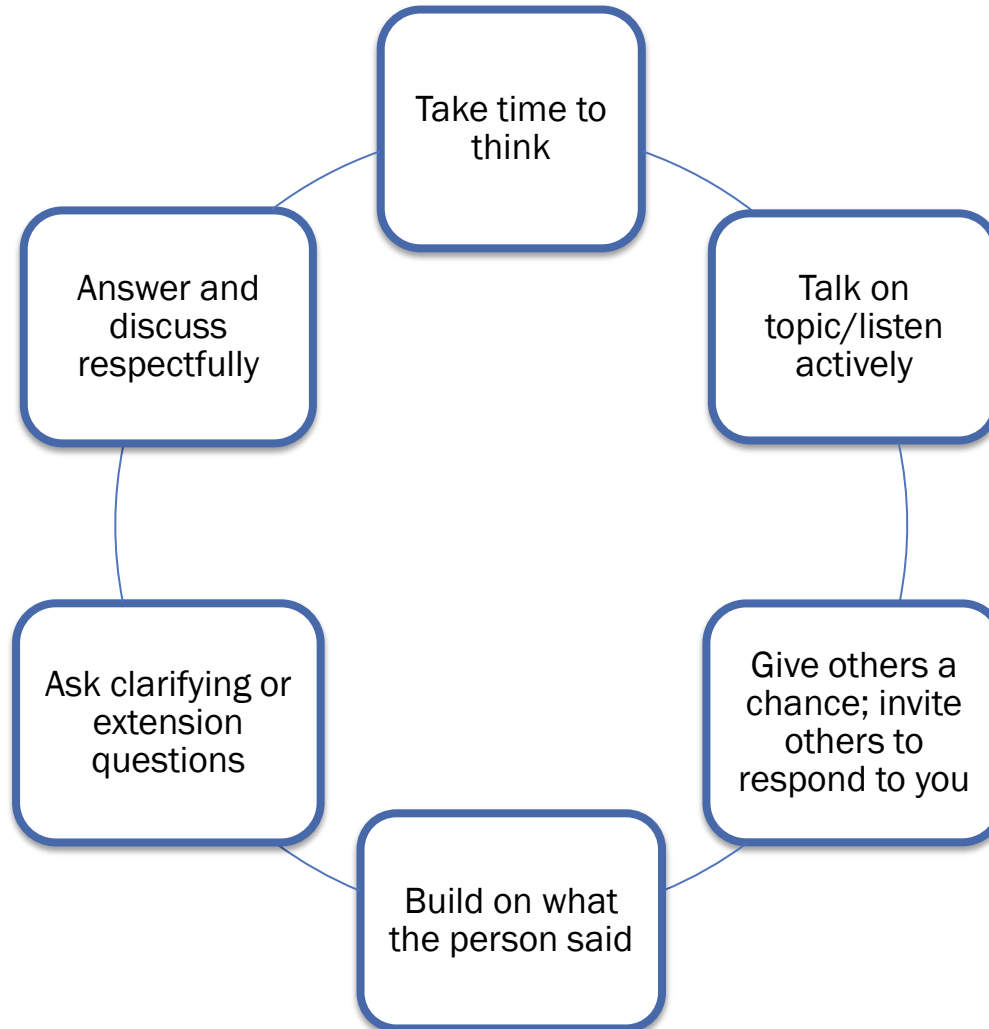 Take time to
think
Talk on
topic/listen
actively
Give others a
chance; invite
others to
respond to you
Build on what
the person said
Ask clarifying or
extension
questions
Answer and
discuss
respectfully